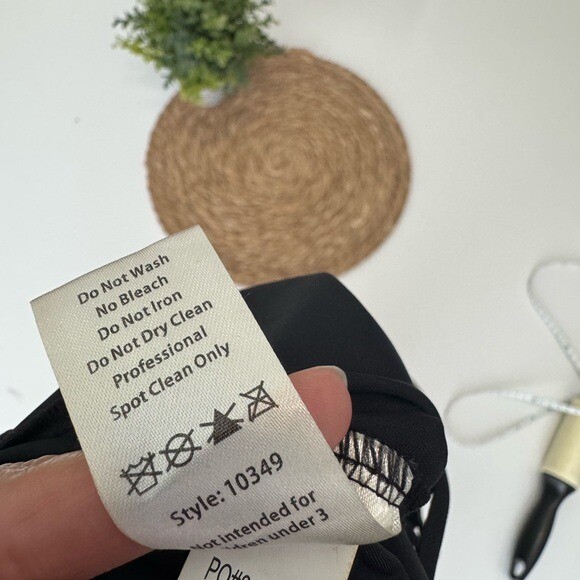 Do Not Wash
No Bleach
Do Not Iron
Do Not Dry Clean
Professional
Spot Clean Only
Style: 10349
Not intended for
under 3